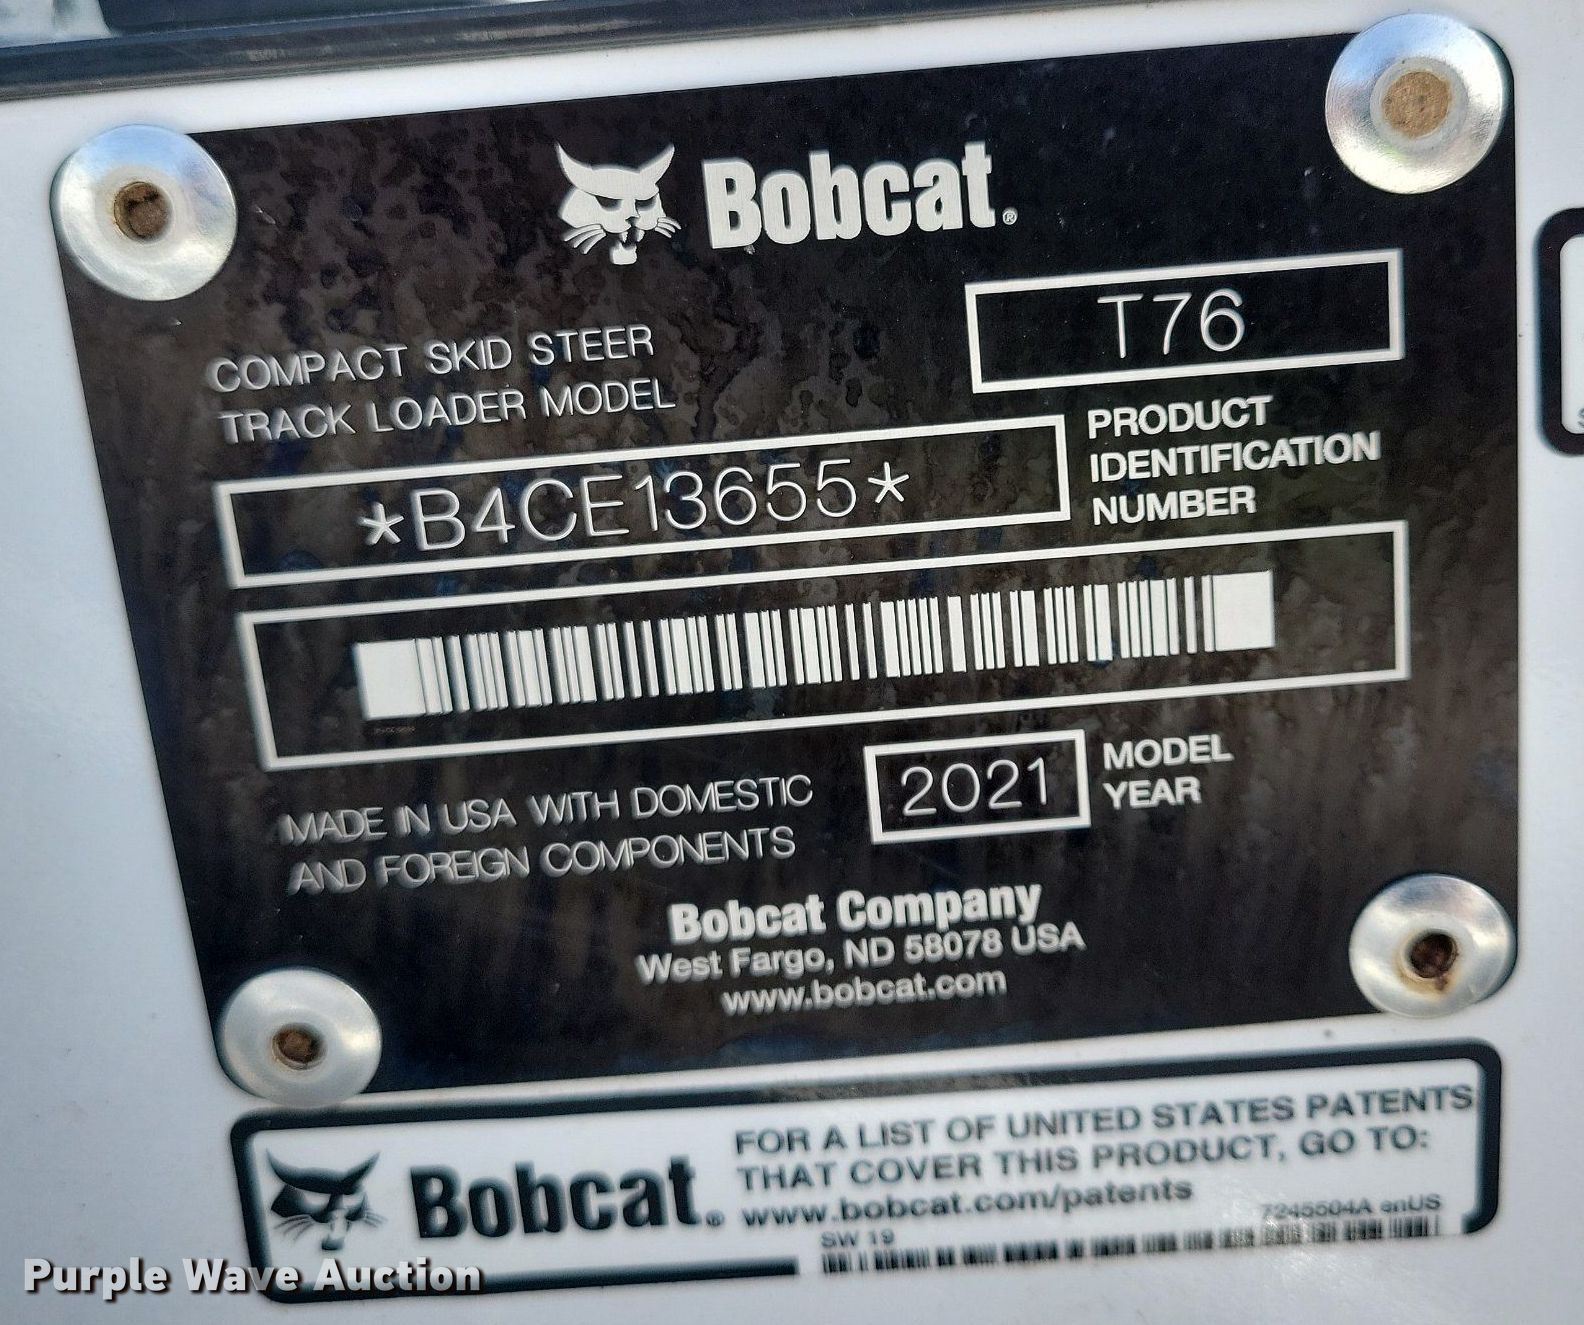 Bobcat®
COMPACT SKID STEER
TRACK LOADER MODEL
T76
*B4CE13655*
PRODUCT
IDENTIFICATION
NUMBER
MADE IN USA WITH DOMESTIC
AND FOREIGN COMPONENTS
2021
MODEL
YEAR
Bobcat Company
West Fargo, ND 58078 USA
www.bobcat.com
Bobcat®
FOR A LIST OF UNITED STATES PATENTS
THAT COVER THIS PRODUCT, GO TO:
www.bobcat.com/patents
7245504A enUS
SW 19
Purple Wave Auction